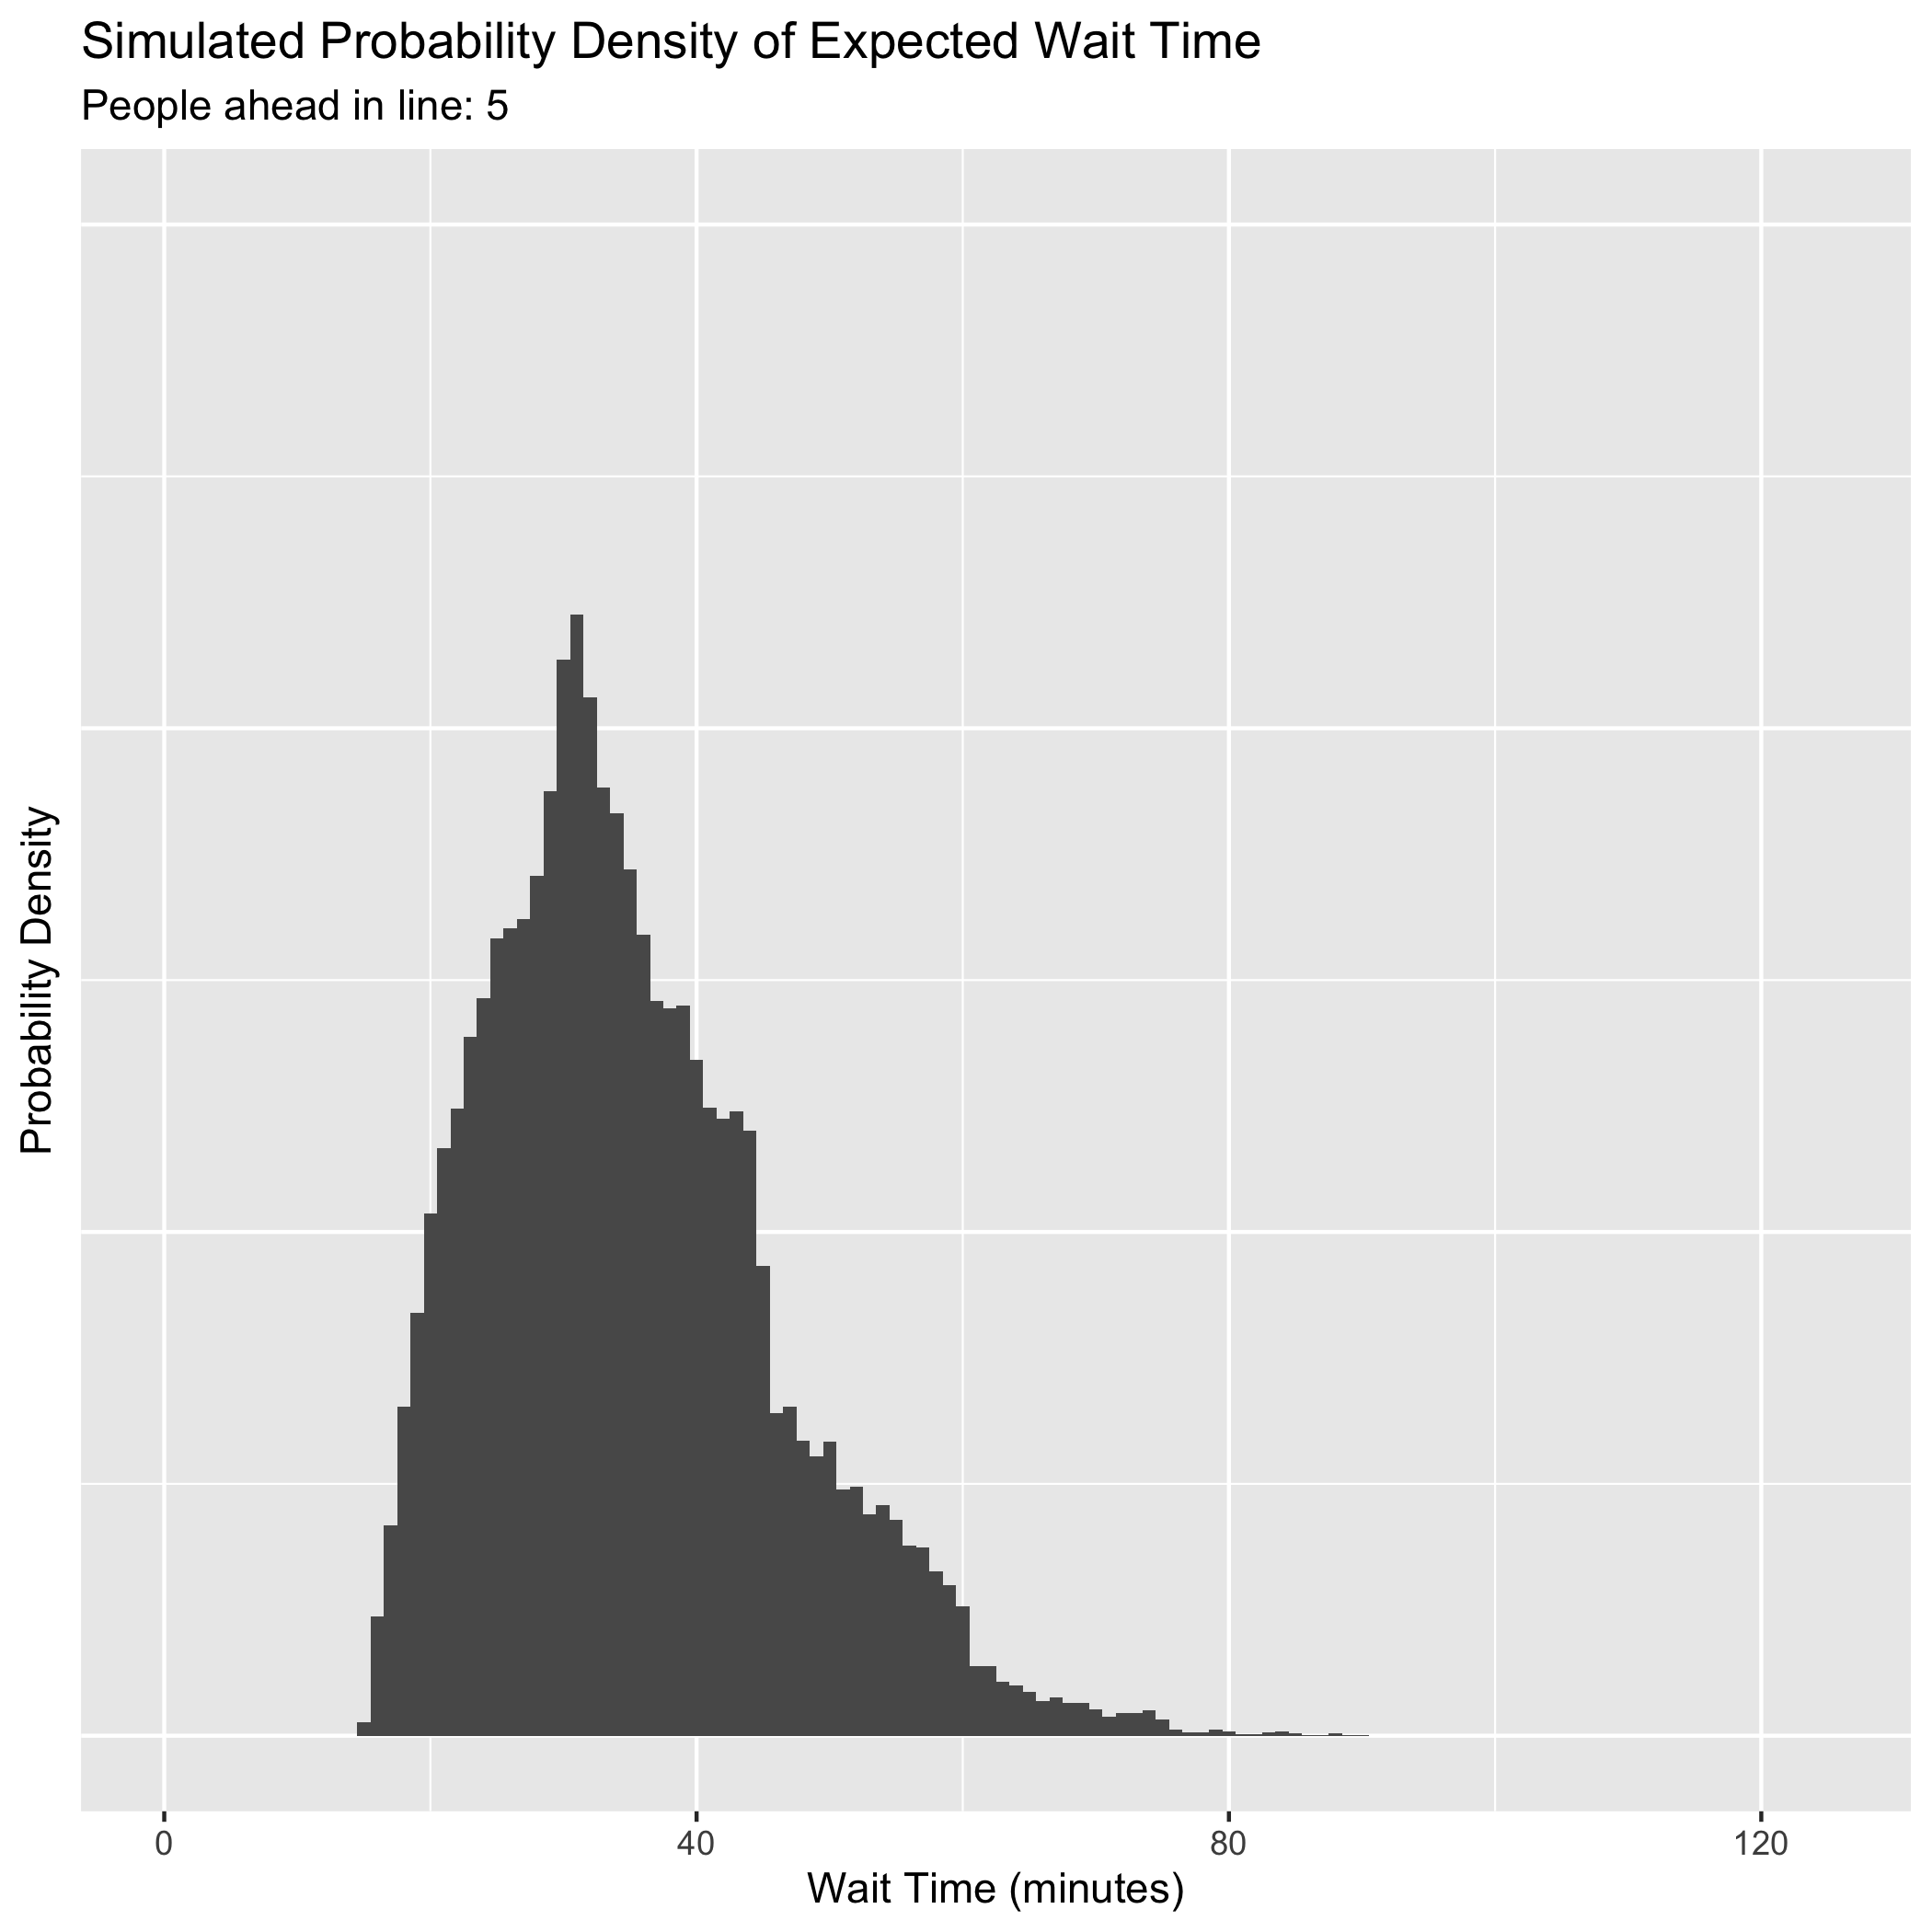 Simulated Probability Density of Expected Wait Time
People ahead in line: 5
Probability Density
0 40 80 120
Wait Time (minutes)